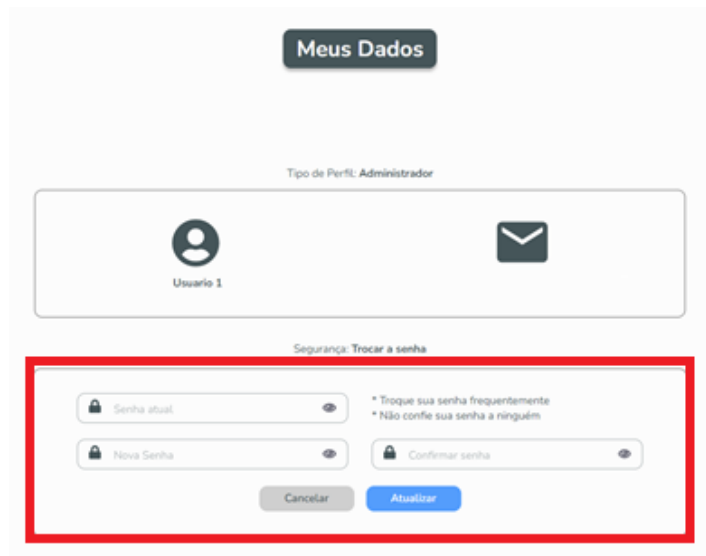 Meus Dados
Tipo de Perfil: Administrador
Usuario 1
Segurança: Trocar a senha
Senha atual
* Troque sua senha frequentemente
* Não confie sua senha a ninguém
Nova Senha
Confirmar senha
Cancelar
Atualizar